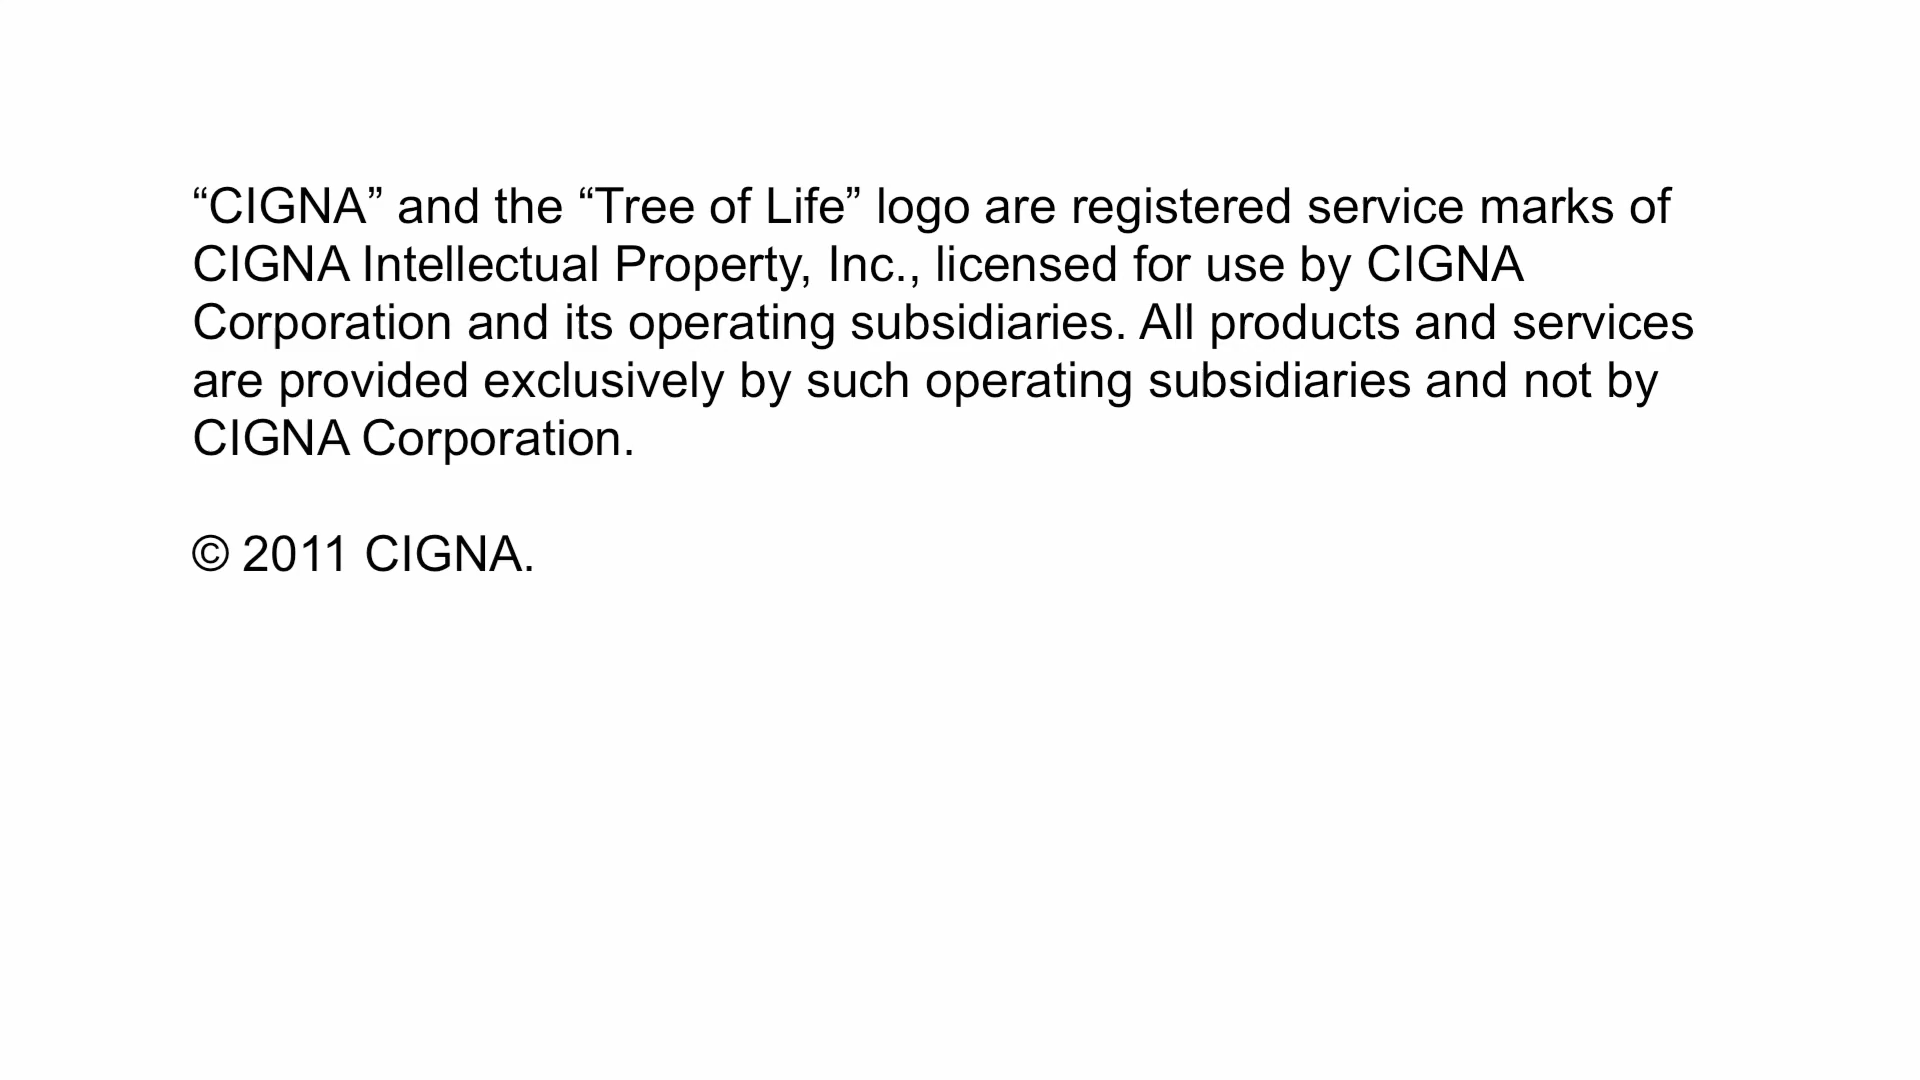 “CIGNA” and the “Tree of Life” logo are registered service marks of
CIGNA Intellectual Property, Inc., licensed for use by CIGNA
Corporation and its operating subsidiaries. All products and services
are provided exclusively by such operating subsidiaries and not by
CIGNA Corporation.
© 2011 CIGNA.